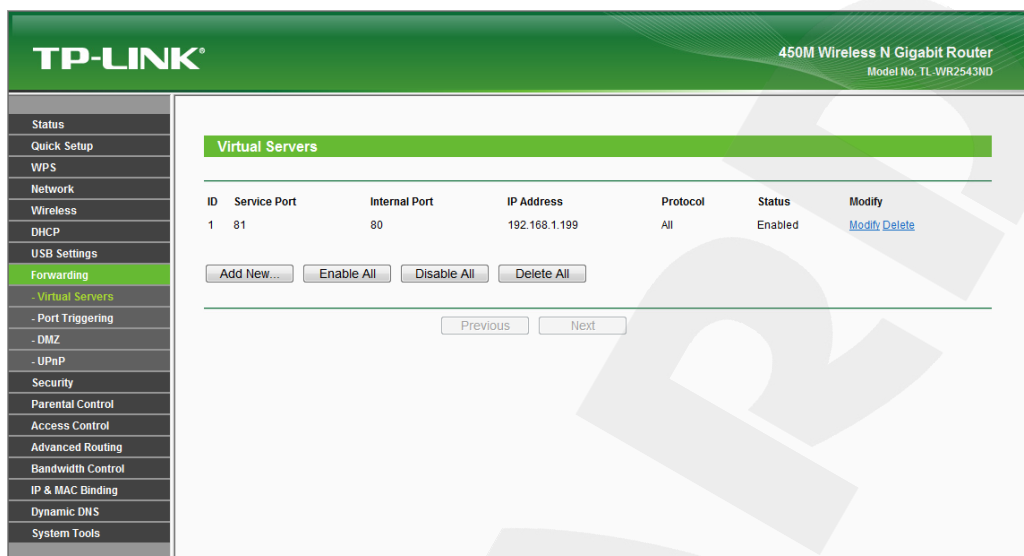 TP-LINK®
450M Wireless N Gigabit Router
Model No. TL-WR2543ND
Status
Quick Setup
WPS
Network
Wireless
DHCP
USB Settings
Forwarding
- Virtual Servers
- Port Triggering
- DMZ
- UPnP
Security
Parental Control
Access Control
Advanced Routing
Bandwidth Control
IP & MAC Binding
Dynamic DNS
System Tools
Virtual Servers
ID Service Port Internal Port IP Address Protocol Status Modify
1 81 80 192.168.1.199 All Enabled Modify Delete
Add New... Enable All Disable All Delete All
Previous Next